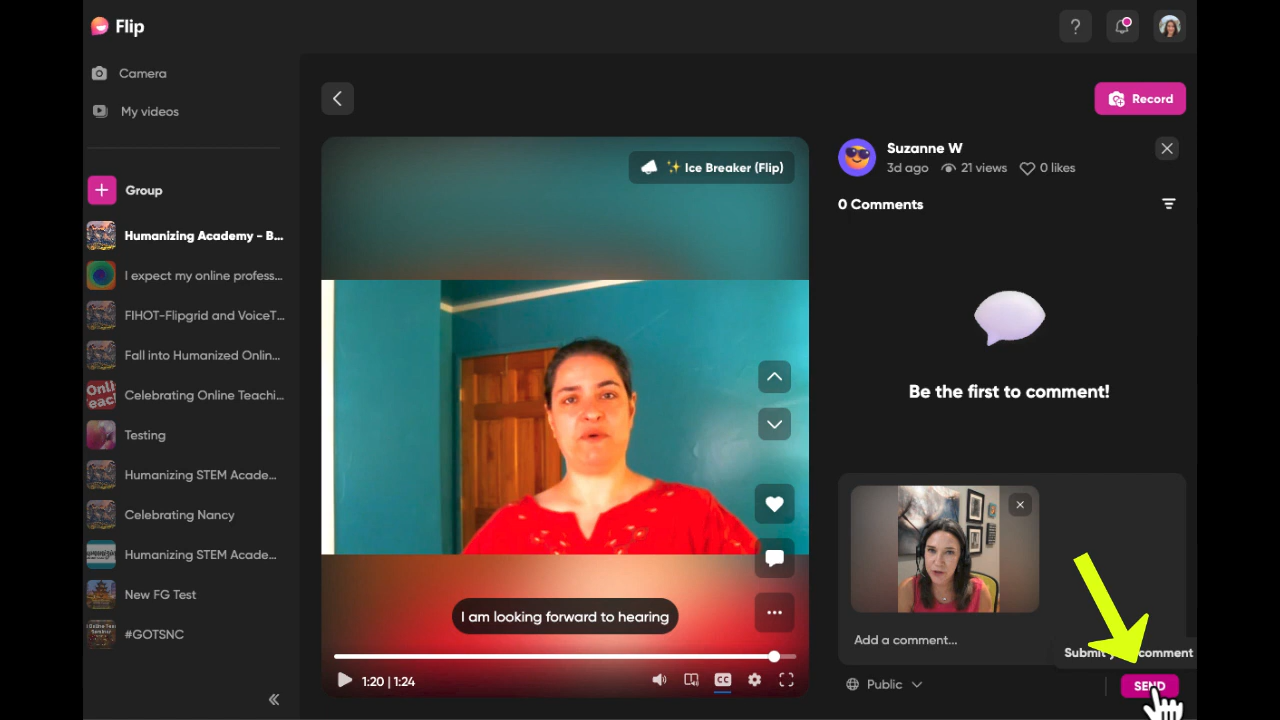 Flip
?
Camera
My videos
Group
Humanizing Academy - B...
I expect my online profess...
FIHOT-Flipgrid and VoiceT...
Fall into Humanized Onlin...
Celebrating Online Teachi...
Testing
Humanizing STEM Acade...
Celebrating Nancy
Humanizing STEM Acade...
New FG Test
#GOTSNC
Record
✨ Ice Breaker (Flip)
I am looking forward to hearing
1:20 | 1:24
CC
Suzanne W
3d ago 21 views 0 likes
0 Comments
Be the first to comment!
Add a comment...
Submit comment
Public
SEND